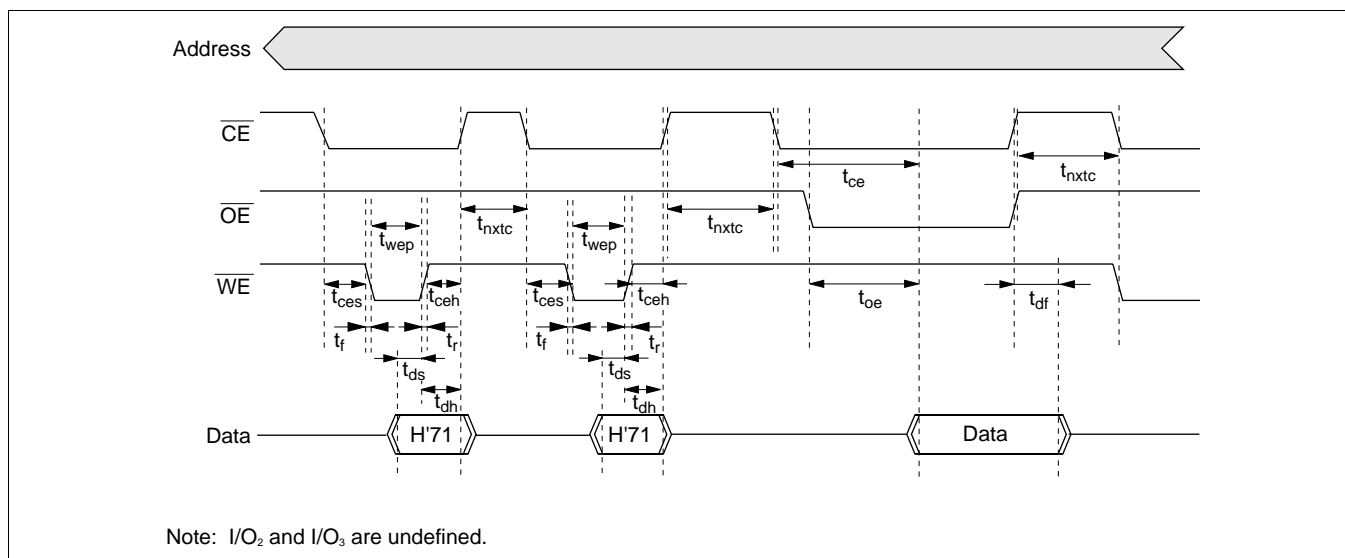 Address
CE
t_ce
t_nxtc
OE
t_nxtc
t_nxtc
t_wep
t_wep
WE
t_ces
t_ceh
t_ces
t_ceh
t_oe
t_df
t_f
t_r
t_f
t_r
t_ds
t_ds
t_dh
t_dh
Data
H'71
H'71
Data
Note: I/O₂ and I/O₃ are undefined.